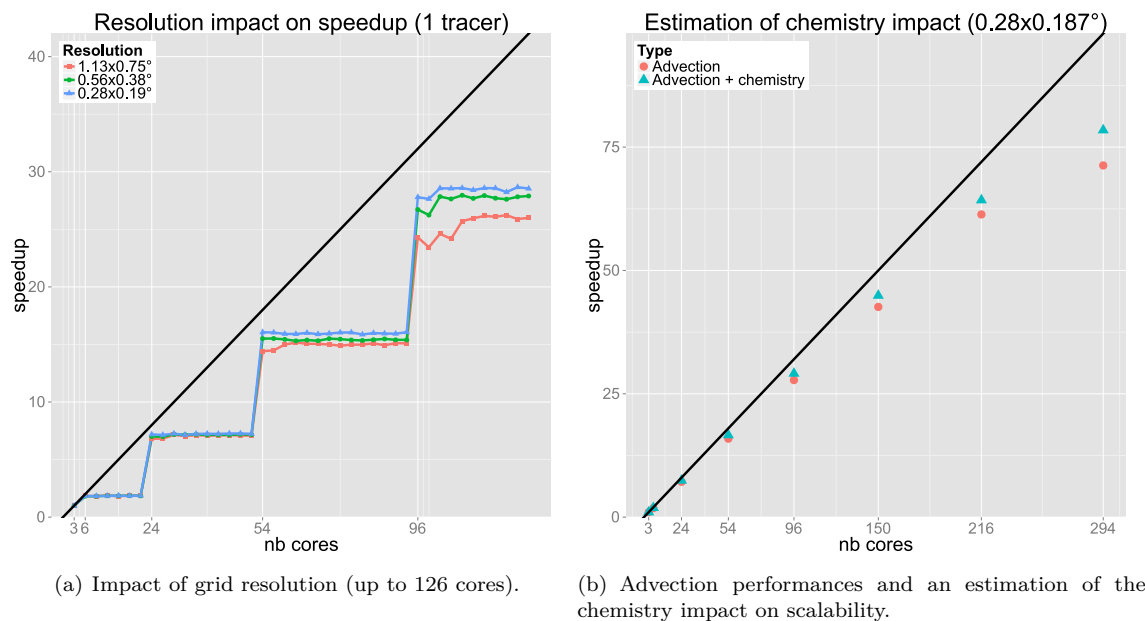 Resolution impact on speedup (1 tracer)
Resolution
1.13x0.75°
0.56x0.38°
0.28x0.19°
40
30
20
10
0
speedup
3 6 24 54 96
nb cores
(a) Impact of grid resolution (up to 126 cores).
Estimation of chemistry impact (0.28x0.187°)
Type
Advection
Advection + chemistry
75
50
25
0
speedup
3 24 54 96 150 216 294
nb cores
(b) Advection performances and an estimation of the
chemistry impact on scalability.